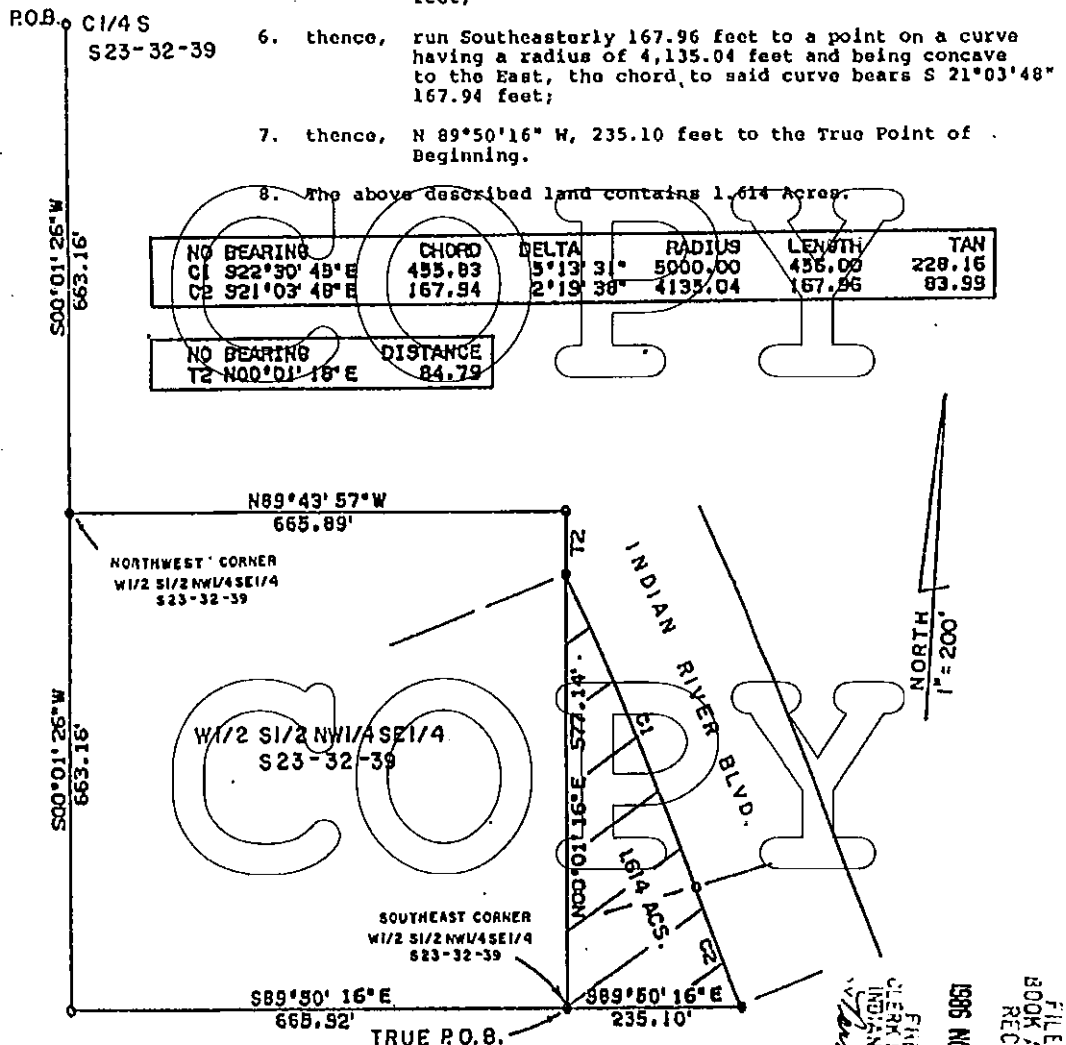 P.O.B. C1/4 S
S23-32-39
feet;
6. thence, run Southeasterly 167.96 feet to a point on a curve
having a radius of 4,135.04 feet and being concave
to the East, the chord to said curve bears S 21°03'48"
167.94 feet;
7. thence, N 89°50'16" W, 235.10 feet to the True Point of
Beginning.
8. The above described land contains 1.614 Acres.
COPY
NO BEARING CHORD DELTA RADIUS LENGTH TAN
C1 S22°30'49"E 455.83 5°13'31" 5000.00 456.00 228.16
C2 S21°03'48"E 167.94 2°19'38" 4135.04 167.96 83.99
NO BEARING DISTANCE
T2 N00°01'16"E 84.79
S00°01'26"W
663.16'
N89°43'57"W
665.89'
NORTHWEST CORNER
W1/2 S1/2 NW1/4 SE1/4
S23-32-39
T2
INDIAN RIVER BLVD.
NORTH
1"=200'
S00°01'26"W
663.16'
W1/2 S1/2 NW1/4 SE1/4
S23-32-39
COPY
N00°01'16"E 577.14'
C1
1.614 ACS.
C2
SOUTHEAST CORNER
W1/2 S1/2 NW1/4 SE1/4
S23-32-39
S89°50'16"E
665.92'
S89°50'16"E
235.10'
TRUE P.O.B.
FILE
BOOK
REC
1986 NO
CLERK
INDIAN